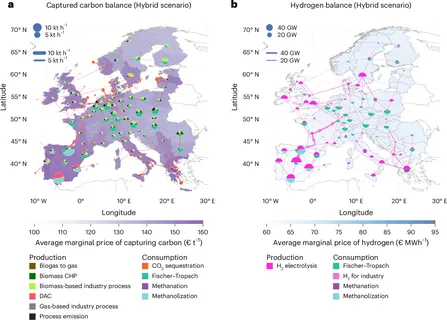 a Captured carbon balance (Hybrid scenario)
10 kt h⁻¹
5 kt h⁻¹
10 kt h⁻¹
5 kt h⁻¹
70° N
65° N
60° N
55° N
50° N
45° N
40° N
Latitude
10° W 0° 10° E 20° E 30° E
Longitude
100 110 120 130 140 150 160
Average marginal price of capturing carbon (€ t⁻¹)
Production
Biogas to gas
Biomass CHP
Biomass-based industry process
DAC
Gas-based industry process
Process emission
Consumption
CO₂ sequestration
Fischer–Tropsch
Methanation
Methanolization
b Hydrogen balance (Hybrid scenario)
40 GW
20 GW
40 GW
20 GW
70° N
65° N
60° N
55° N
50° N
45° N
40° N
Latitude
10° W 0° 10° E 20° E 30° E
Longitude
60 65 70 75 80 85 90 95
Average marginal price of hydrogen (€ MWh⁻¹)
Production
H₂ electrolysis
Consumption
Fischer–Tropsch
H₂ for industry
Methanation
Methanolization